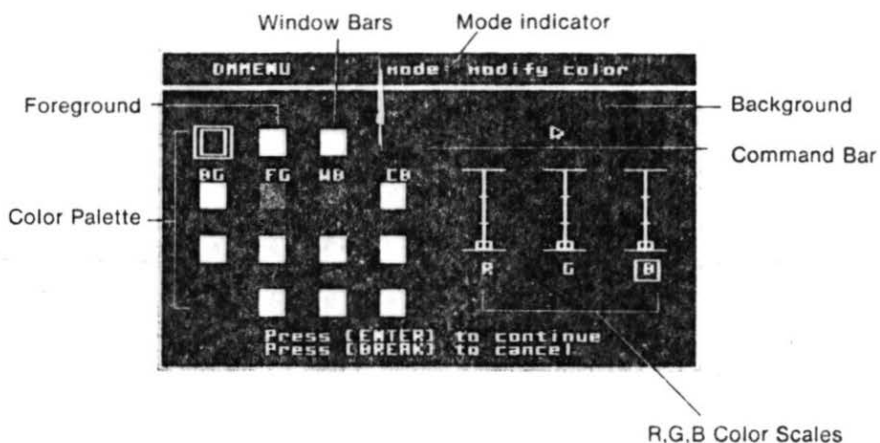 Window Bars
Mode indicator
DMMENU mode: modify color
Foreground
Background
Command Bar
BG FG WB CB
Color Palette
R G B
Press [ENTER] to continue
Press [BREAK] to cancel
R,G,B Color Scales